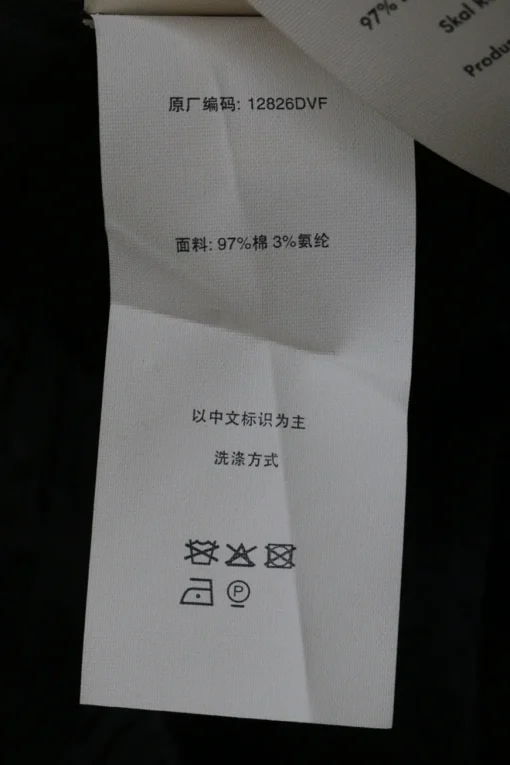 97%
Skal
Produ
原厂编码: 12826DVF
面料: 97%棉 3%氨纶
以中文标识为主
洗涤方式
P